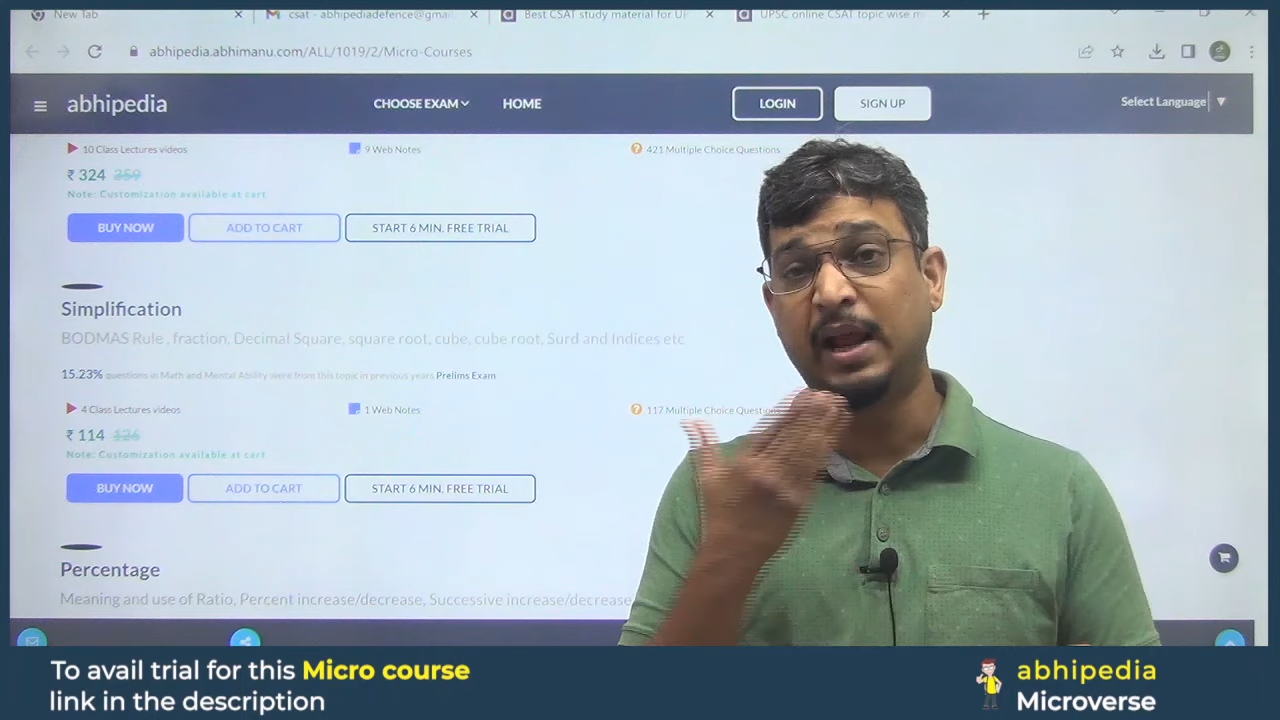 New Tab
csat - abhipediadefence@gmail
Best CSAT study material for UP
UPSC online CSAT topic wise m
abhipedia.abhimanu.com/ALL/1019/2/Micro-Courses
abhipedia
CHOOSE EXAM
HOME
LOGIN
SIGN UP
Select Language
10 Class Lectures videos
9 Web Notes
421 Multiple Choice Questions
₹ 324 359
Note: Customization available at cart
BUY NOW
ADD TO CART
START 6 MIN. FREE TRIAL
Simplification
BODMAS Rule , fraction, Decimal Square, square root, cube, cube root, Surd and Indices etc
15.23% questions in Math and Mental Ability were from this topic in previous years Prelims Exam
4 Class Lectures videos
1 Web Notes
117 Multiple Choice Questions
₹ 114 126
Note: Customization available at cart
BUY NOW
ADD TO CART
START 6 MIN. FREE TRIAL
Percentage
Meaning and use of Ratio, Percent increase/decrease, Successive increase/decrease
To avail trial for this Micro course
link in the description
abhipedia
Microverse